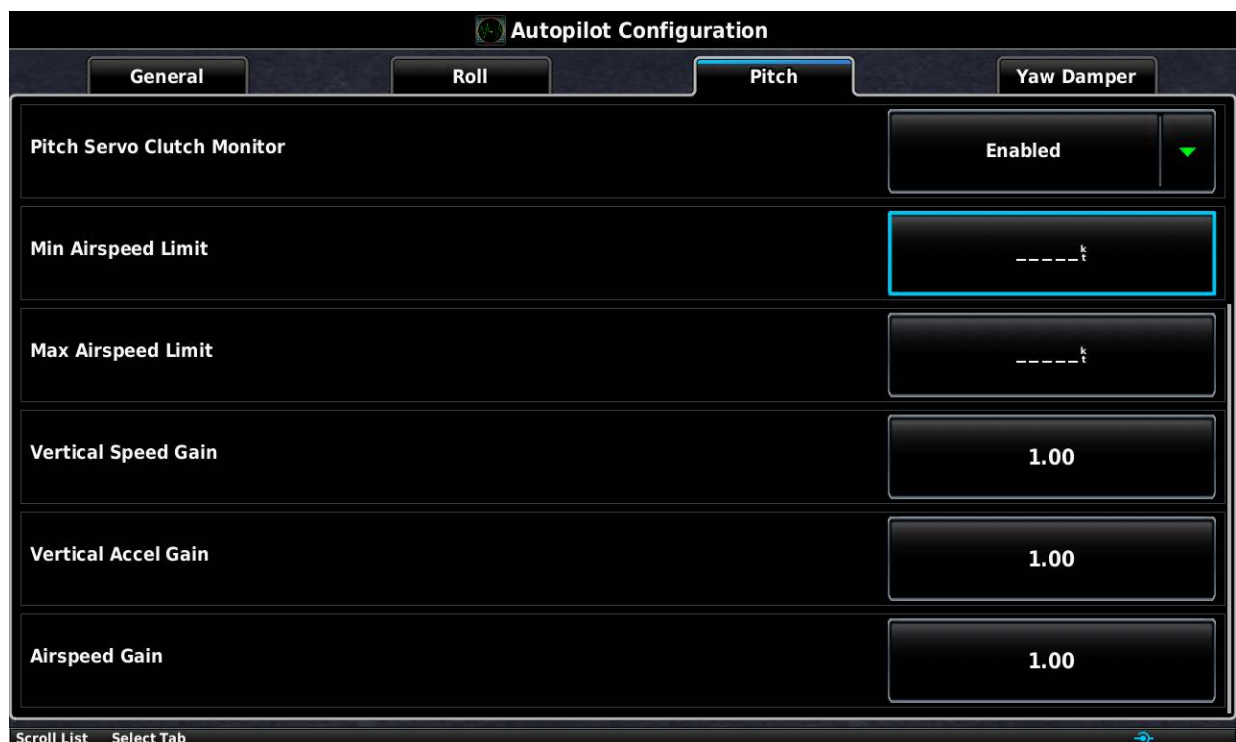 Autopilot Configuration
General Roll Pitch Yaw Damper
Pitch Servo Clutch Monitor Enabled
Min Airspeed Limit _____kt
Max Airspeed Limit _____kt
Vertical Speed Gain 1.00
Vertical Accel Gain 1.00
Airspeed Gain 1.00
Scroll List Select Tab